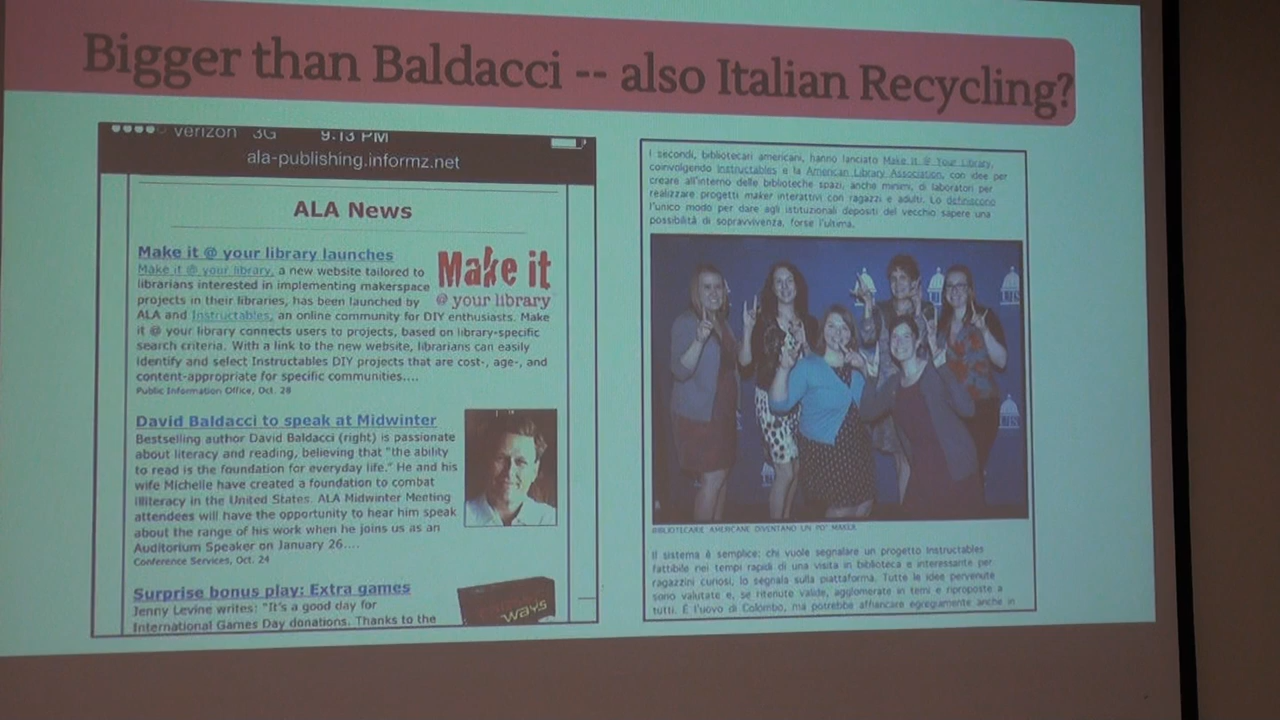 Bigger than Baldacci -- also Italian Recycling?
verizon 3G 9:13 PM
ala-publishing.informz.net
ALA News
Make it @ your library launches
Make it @ your library, a new website tailored to
librarians interested in implementing makerspace
projects in their libraries, has been launched by
ALA and Instructables, an online community for DIY enthusiasts. Make
it @ your library connects users to projects, based on library-specific
search criteria. With a link to the new website, librarians can easily
identify and select Instructables DIY projects that are cost-, age-, and
content-appropriate for specific communities....
Public Information Office, Oct. 28
Make it
@ your library
David Baldacci to speak at Midwinter
Bestselling author David Baldacci (right) is passionate
about literacy and reading, believing that "the ability
to read is the foundation for everyday life." He and his
wife Michelle have created a foundation to combat
illiteracy in the United States. ALA Midwinter Meeting
attendees will have the opportunity to hear him speak
about the range of his work when he joins us as an
Auditorium Speaker on January 26....
Conference Services, Oct. 24
Surprise bonus play: Extra games
Jenny Levine writes: "It's a good day for
International Games Day donations. Thanks to the
WAYS
I secondi, bibliotecari americani, hanno lanciato Make it @ Your Library,
coinvolgendo Instructables e la American Library Association, con idee per
creare all'interno delle biblioteche spazi, anche minimi, di laboratori per
realizzare progetti maker interattivi con ragazzi e adulti. Lo definiscono
l'unico modo per dare agli istituzionali depositi del vecchio sapere una
possibilità di sopravvivenza, forse l'ultima.
BIBLIOTECARIE AMERICANE DIVENTANO UN PO' MAKER
Il sistema è semplice: chi vuole segnalare un progetto Instructables
fattibile nei tempi rapidi di una visita in biblioteca e interessante per
ragazzini curiosi, lo segnala sulla piattaforma. Tutte le idee pervenute
sono valutate e, se ritenute valide, agglomerate in temi e riproposte a
tutti. È l'uovo di Colombo, ma potrebbe affiancare egregiamente anche in